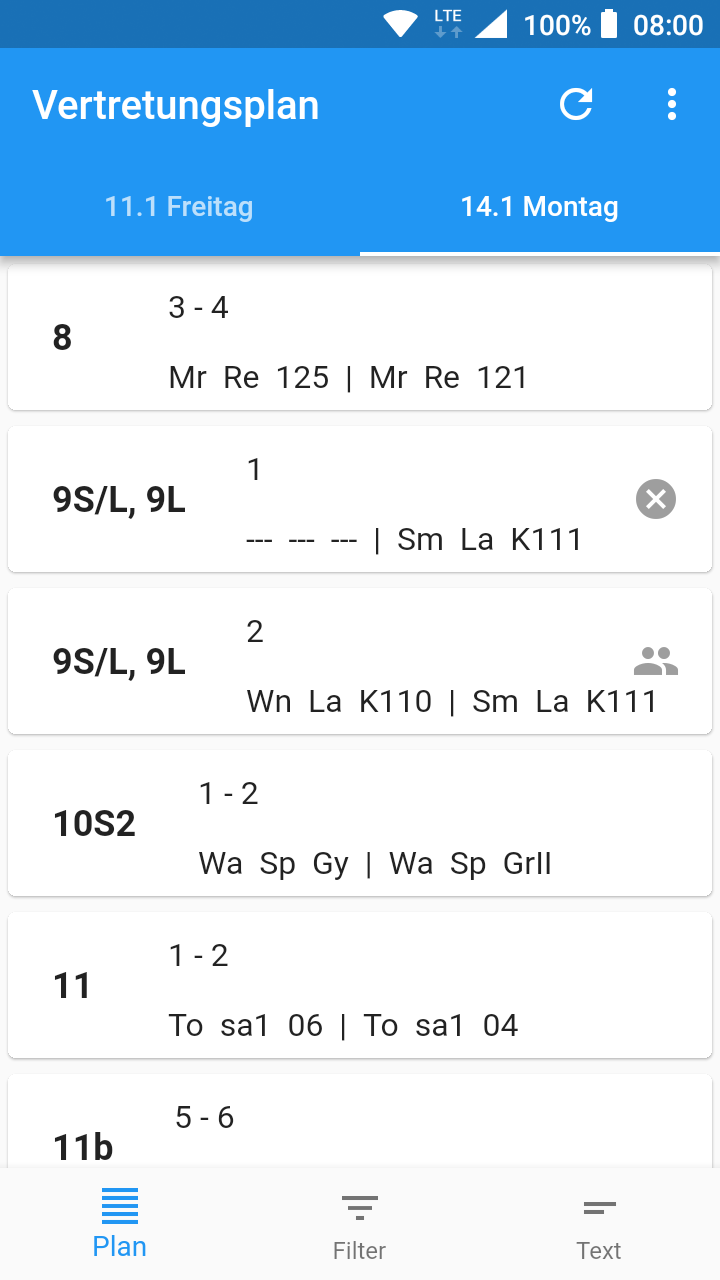 LTE 100% 08:00
Vertretungsplan
11.1 Freitag 14.1 Montag
3 - 4
8
Mr Re 125 | Mr Re 121
1
9S/L, 9L
--- --- --- | Sm La K111
2
9S/L, 9L
Wn La K110 | Sm La K111
1 - 2
10S2
Wa Sp Gy | Wa Sp GrII
1 - 2
11
To sa1 06 | To sa1 04
5 - 6
11b
Plan Filter Text